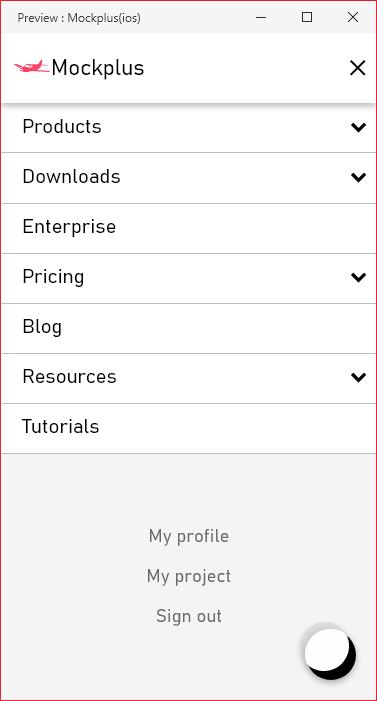 Preview : Mockplus(ios)
Mockplus
Products
Downloads
Enterprise
Pricing
Blog
Resources
Tutorials
My profile
My project
Sign out